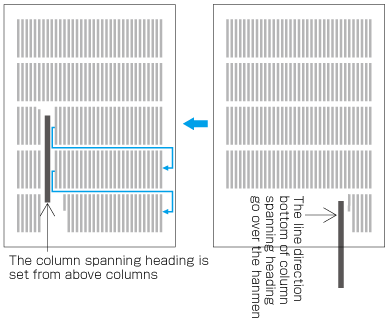 The column spanning heading is
set from above columns
The line direction
bottom of column
spanning heading
go over the hanmen